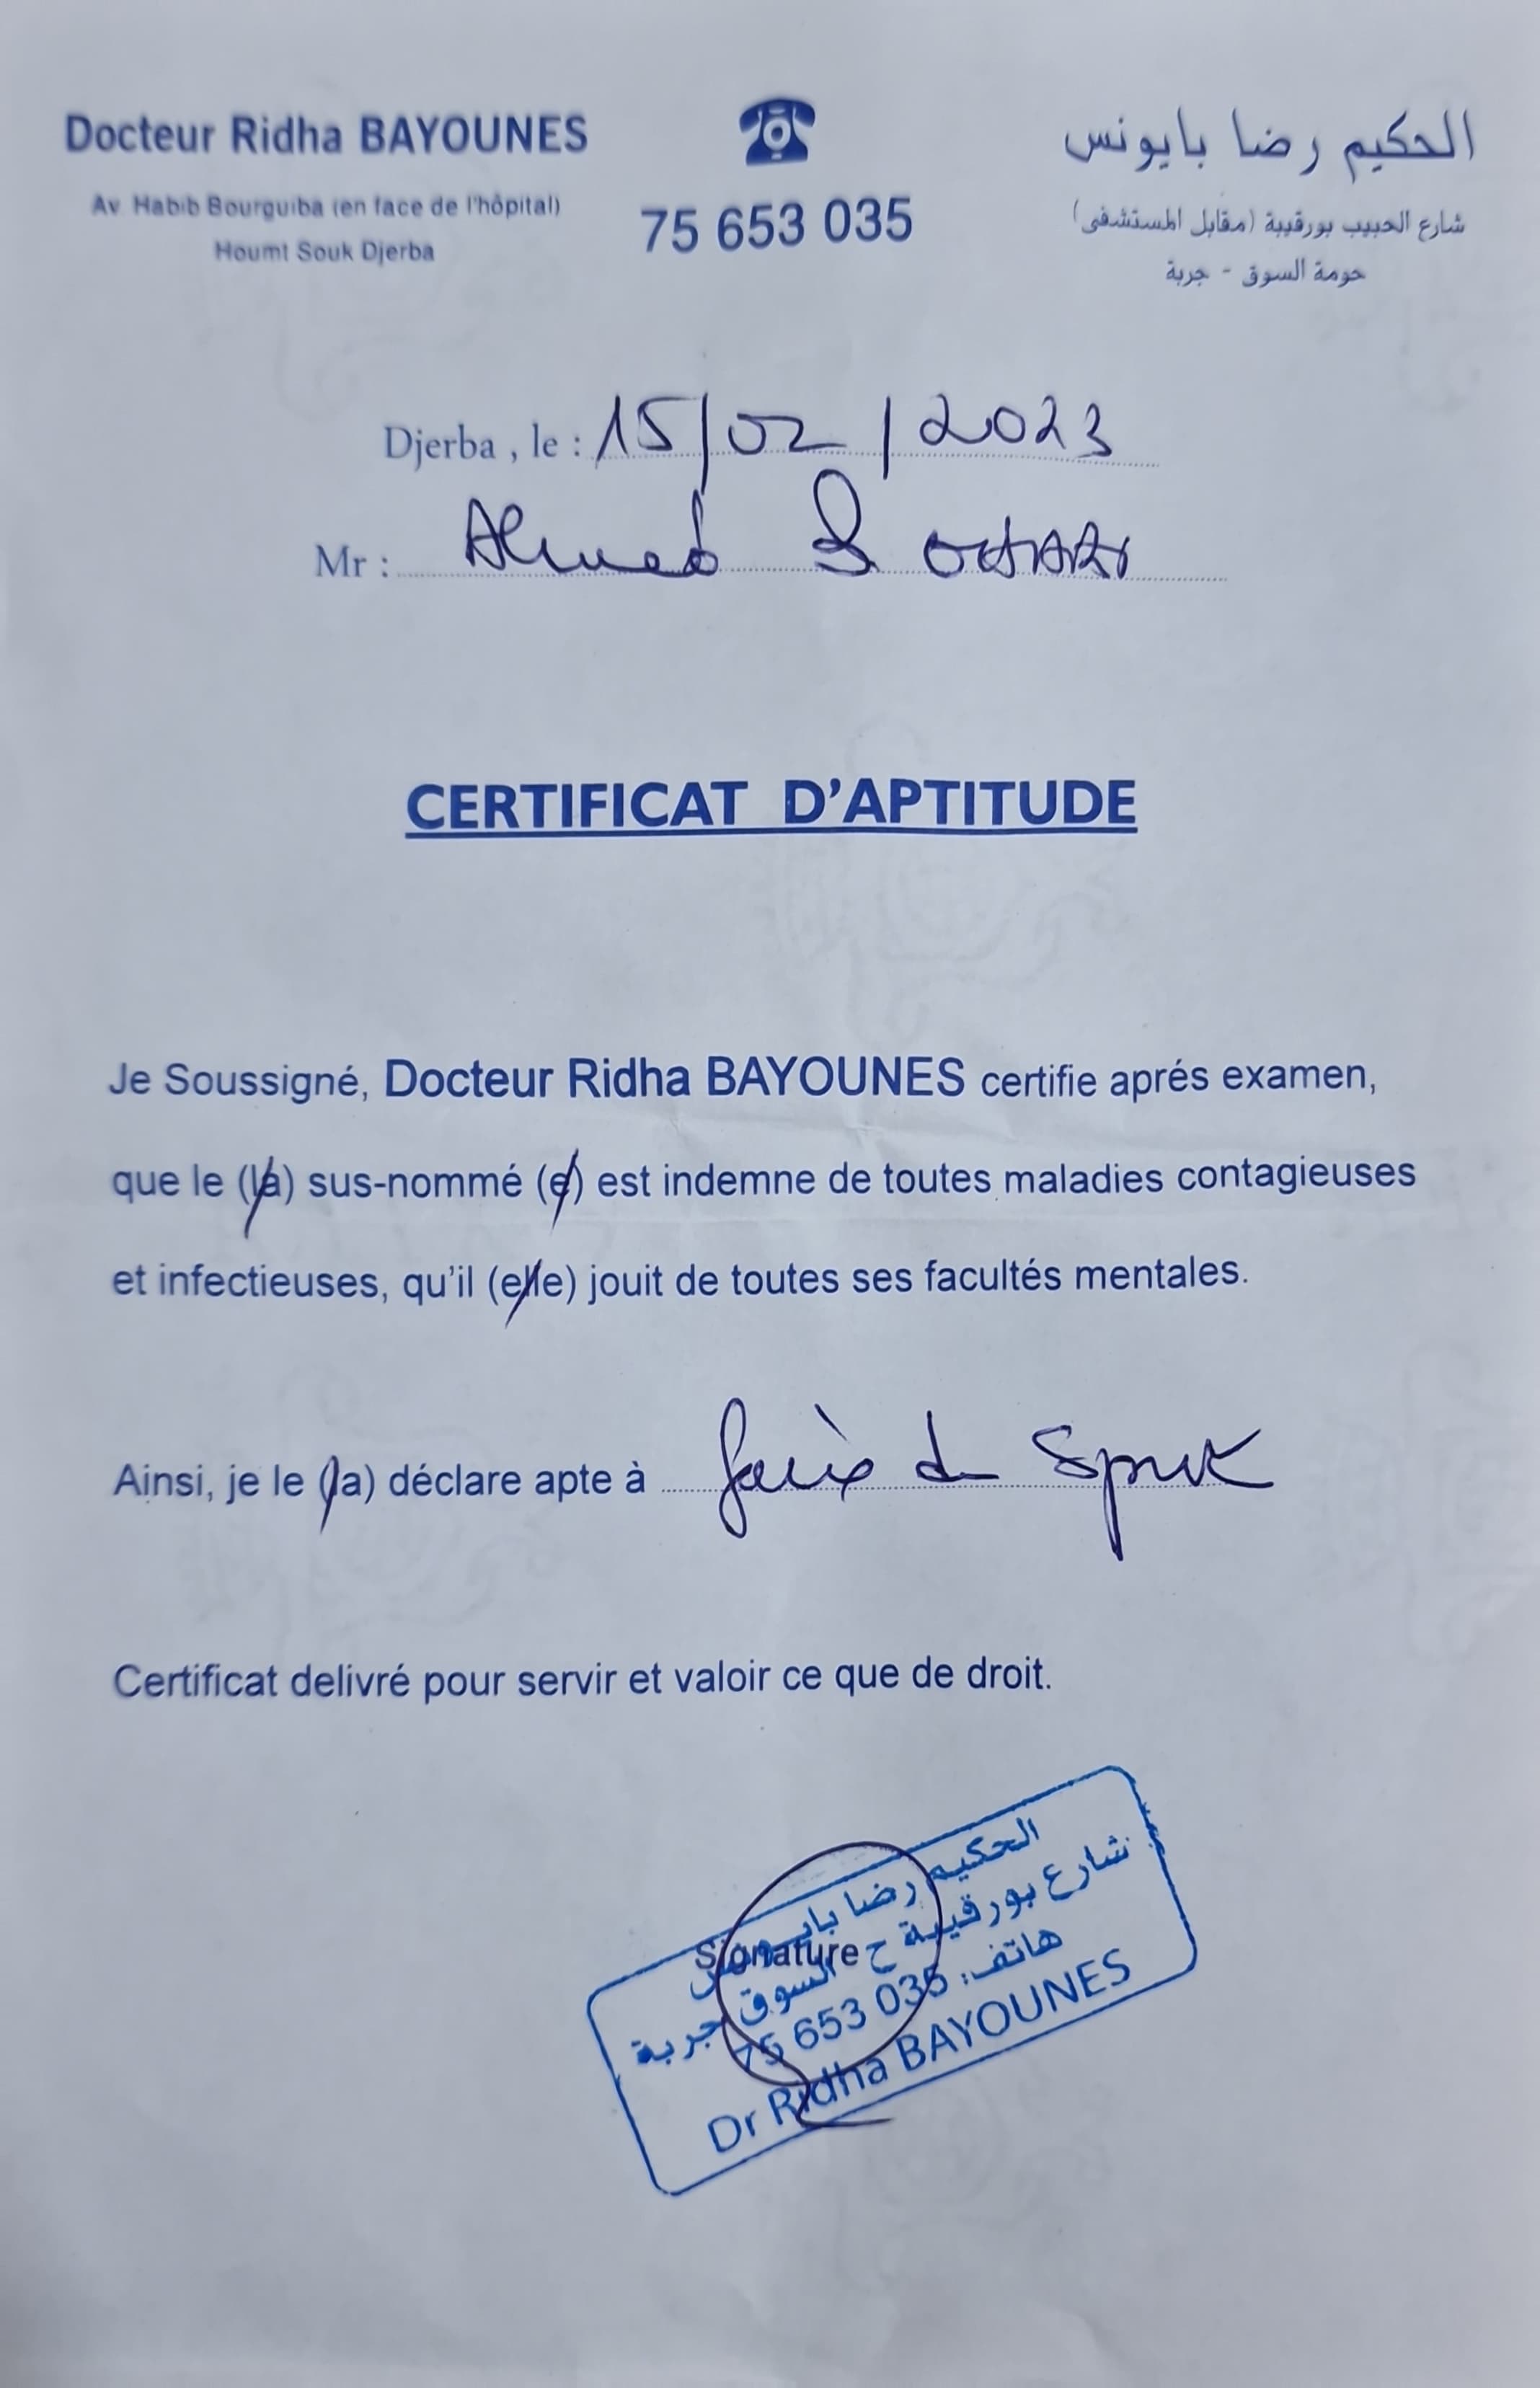 Docteur Ridha BAYOUNES
Av. Habib Bourguiba (en face de l'hôpital)
Houmt Souk Djerba
75 653 035
الحكيم رضا بايونس
شارع الحبيب بورقيبة (مقابل المستشفى)
حومة السوق - جربة
Djerba , le : 15/02/2023
Mr : Ahmed
CERTIFICAT D'APTITUDE
Je Soussigné, Docteur Ridha BAYOUNES certifie aprés examen,
que le (la) sus-nommé (e) est indemne de toutes maladies contagieuses
et infectieuses, qu'il (elle) jouit de toutes ses facultés mentales.
Ainsi, je le (la) déclare apte à faire du Sport
Certificat delivré pour servir et valoir ce que de droit.
Signature
الحكيم رضا بايونس
شارع بورقيبة ح السوق جربة
هاتف: 75 653 035
Dr Ridha BAYOUNES